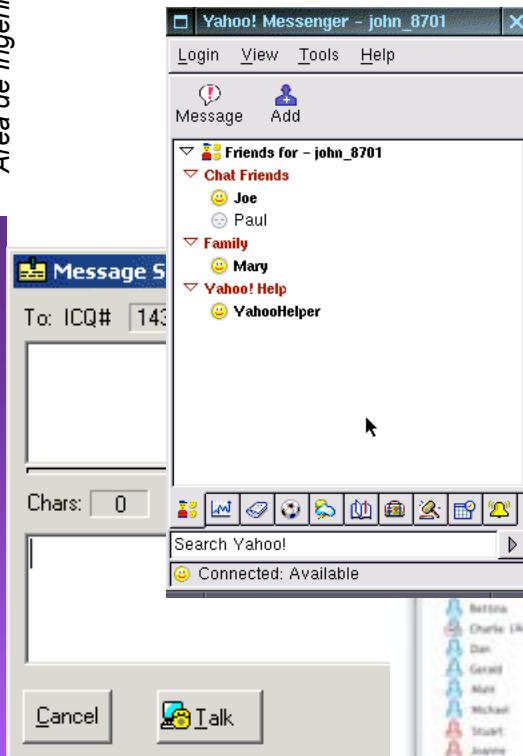 Área de Ingeni
Yahoo! Messenger - john_8701
Login View Tools Help
Message Add
Friends for - john_8701
Chat Friends
Joe
Paul
Family
Mary
Yahoo! Help
YahooHelper
Search Yahoo!
Connected: Available
Message S
To: ICQ# 143
Chars: 0
Cancel Talk
Bettina
Charlie
Dan
Gerald
Michael
Stuart
Joanne